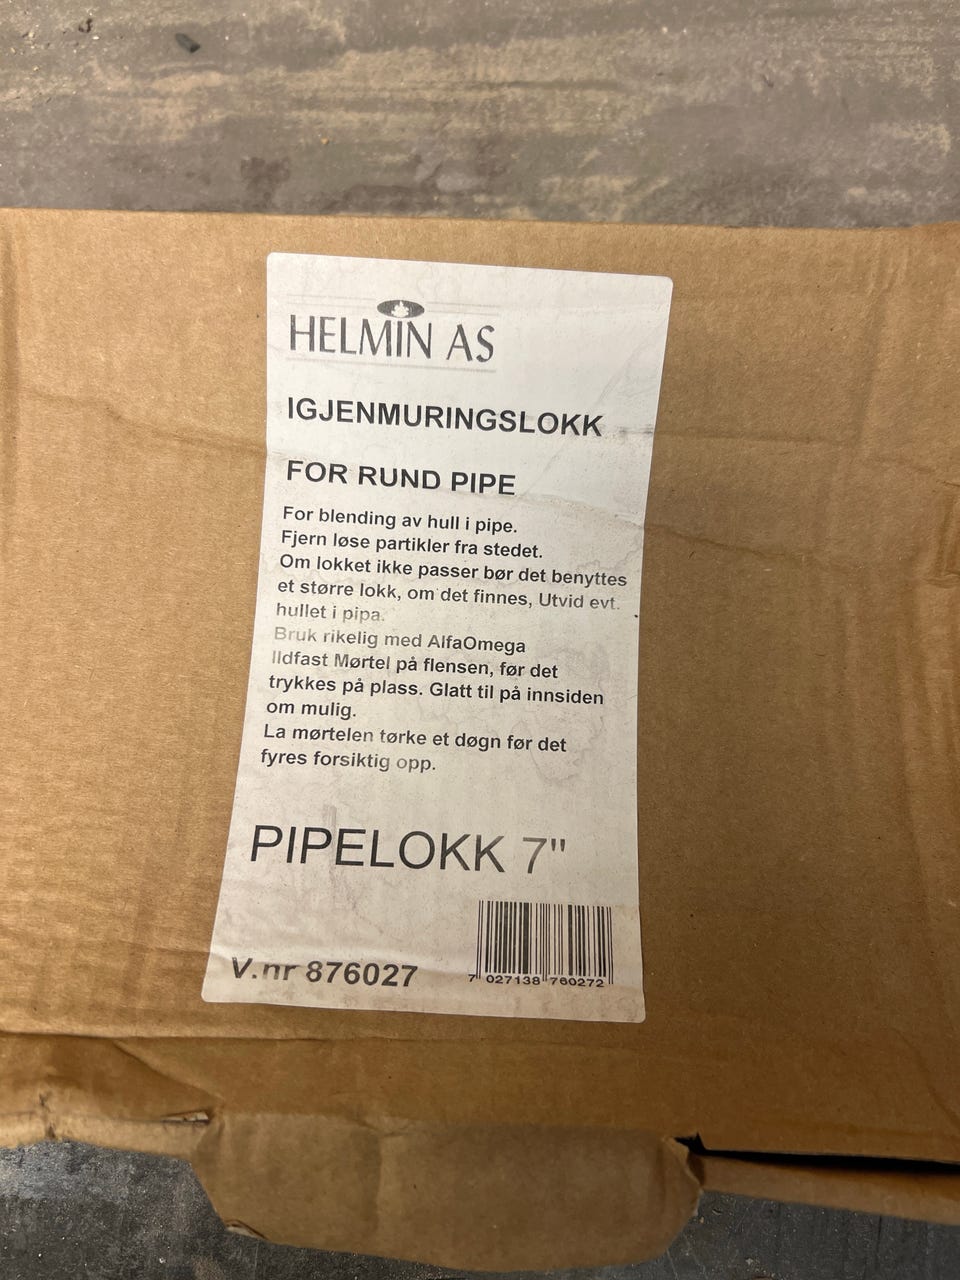 HELMIN AS
IGJENMURINGSLOKK
FOR RUND PIPE
For blending av hull i pipe.
Fjern løse partikler fra stedet.
Om lokket ikke passer bør det benyttes
et større lokk, om det finnes, Utvid evt.
hullet i pipa.
Bruk rikelig med AlfaOmega
Ildfast Mørtel på flensen, før det
trykkes på plass. Glatt til på innsiden
om mulig.
La mørtelen tørke et døgn før det
fyres forsiktig opp.
PIPELOKK 7"
V.nr 876027
7 027138 760272